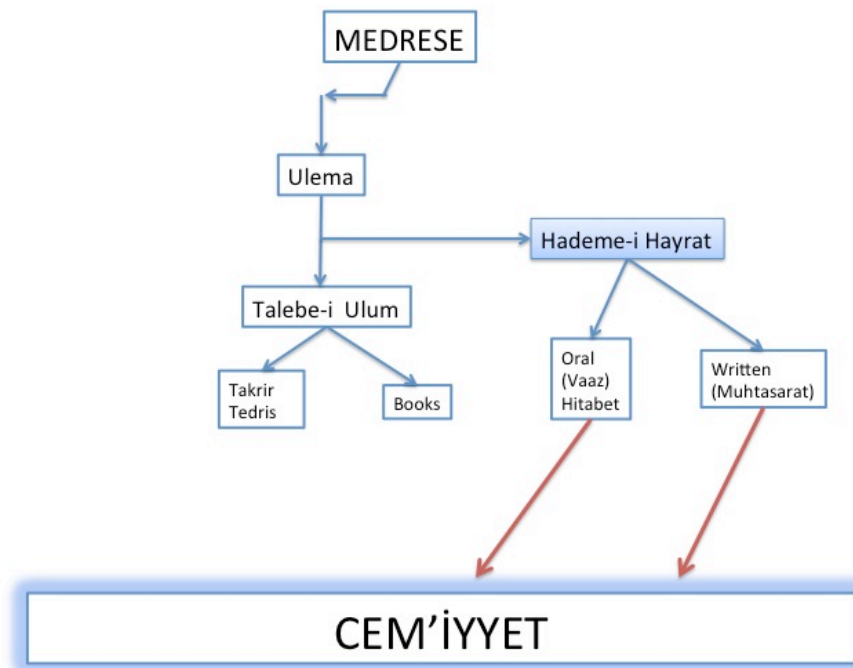 MEDRESE
Ulema
Hademe-i Hayrat
Talebe-i Ulum
Takrir
Tedris
Books
Oral
(Vaaz)
Hitabet
Written
(Muhtasarat)
CEM’İYYET